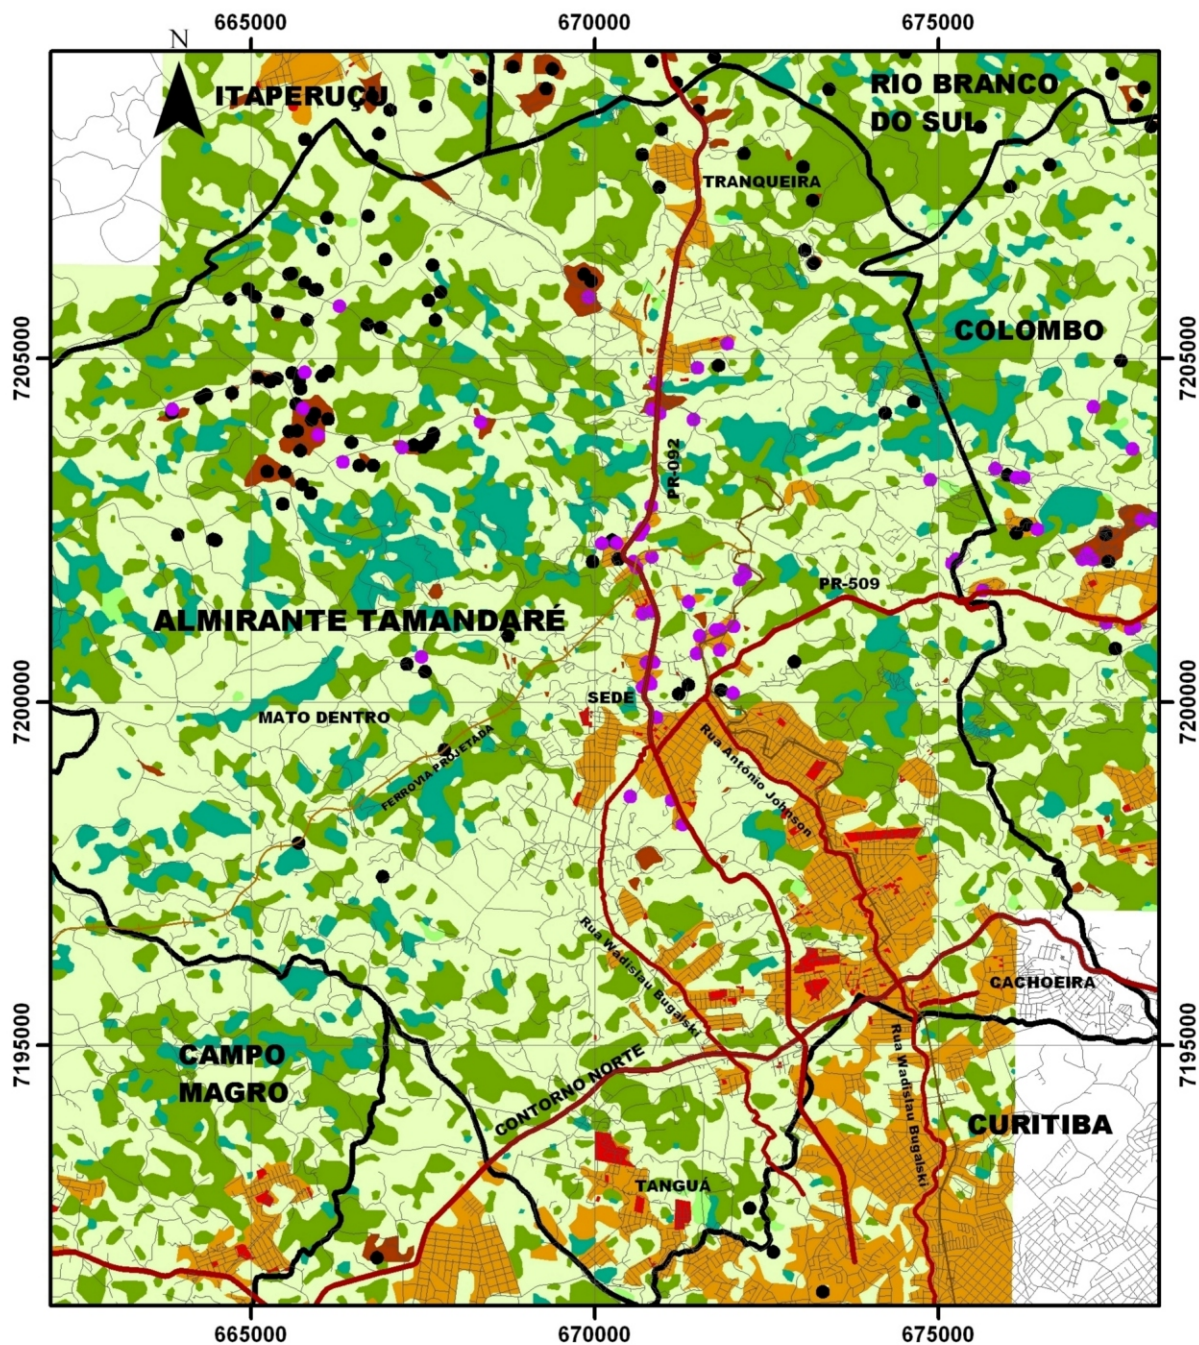 665000
670000
675000
N
ITAPERUÇU
RIO BRANCO
DO SUL
TRANQUEIRA
7205000
COLOMBO
7205000
PR-092
PR-509
ALMIRANTE TAMANDARÉ
7200000
SEDE
7200000
MATO DENTRO
FERROVIA PROJETADA
Rua Antônio Johnson
Rua Wadislau Bugalski
CACHOEIRA
7195000
CAMPO
MAGRO
CONTORNO NORTE
Rua Wadislau Bugalski
7195000
CURITIBA
TANGUÁ
665000
670000
675000